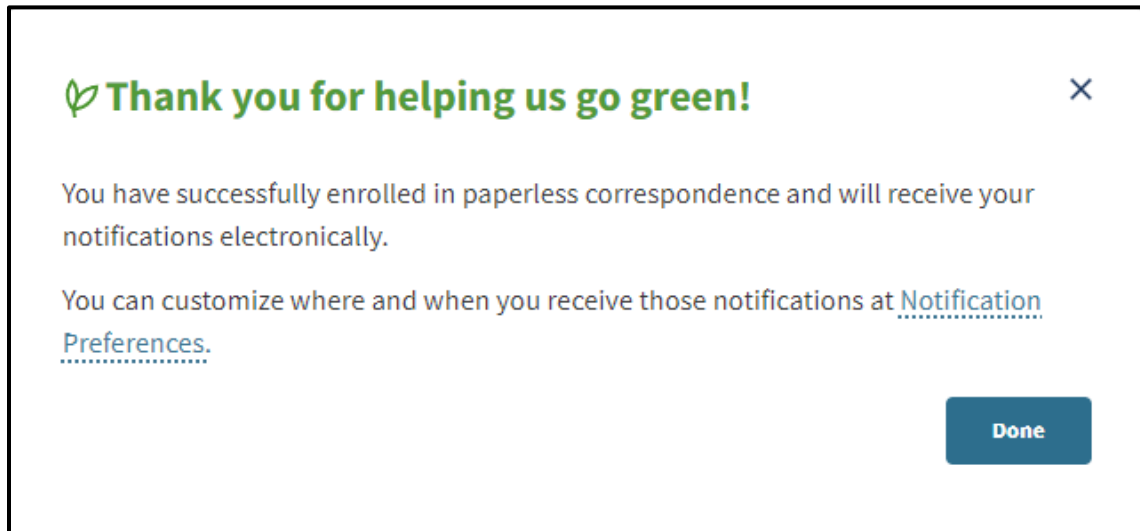 Thank you for helping us go green!
You have successfully enrolled in paperless correspondence and will receive your
notifications electronically.
You can customize where and when you receive those notifications at Notification
Preferences.
Done